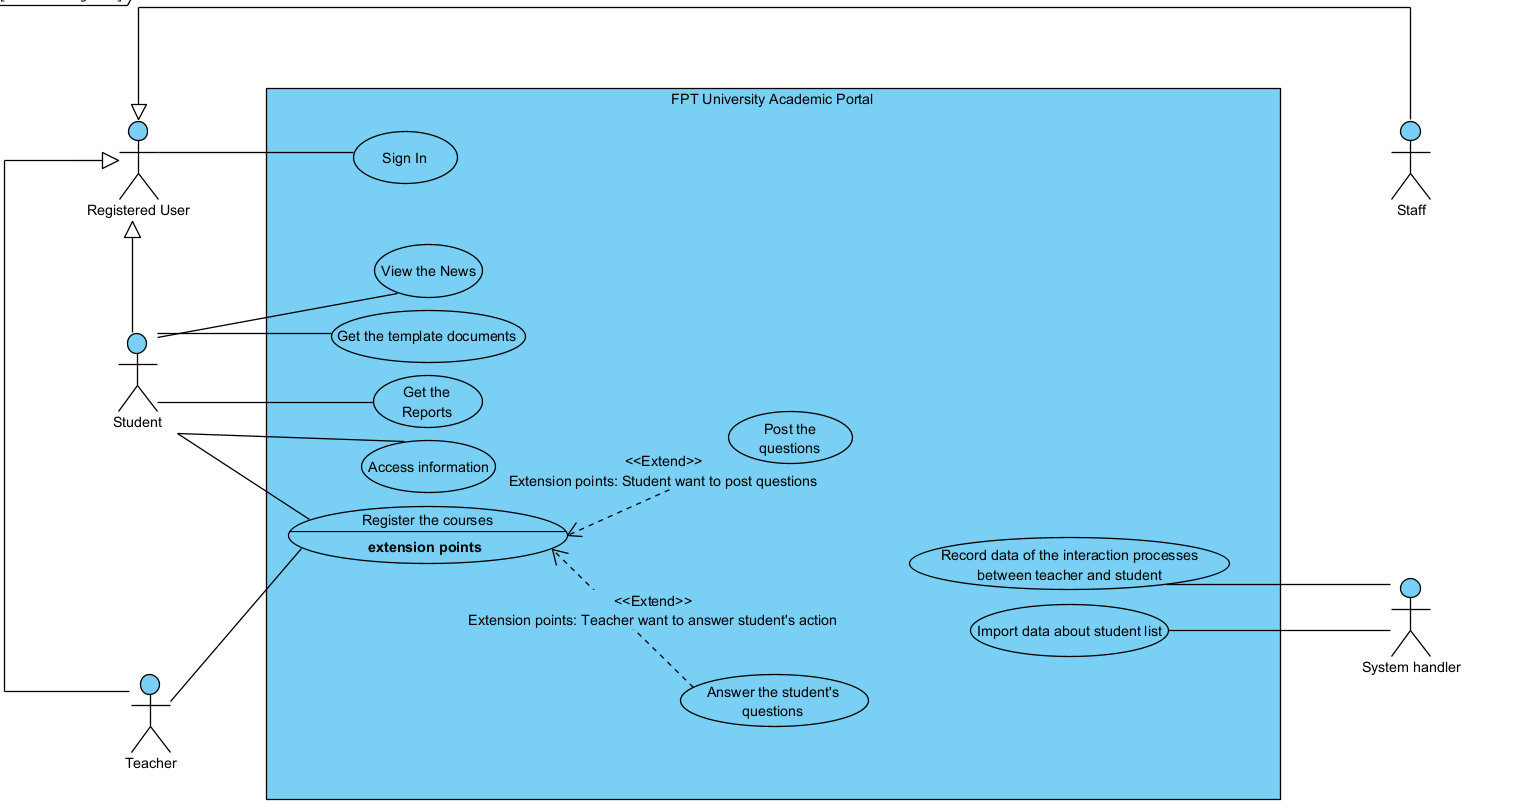 FPT University Academic Portal
Sign In
Registered User
Staff
View the News
Get the template documents
Get the
Reports
Student
Post the
questions
Access information
<<Extend>>
Extension points: Student want to post questions
Register the courses
extension points
Record data of the interaction processes
between teacher and student
<<Extend>>
Extension points: Teacher want to answer student's action
Import data about student list
System handler
Answer the student's
questions
Teacher